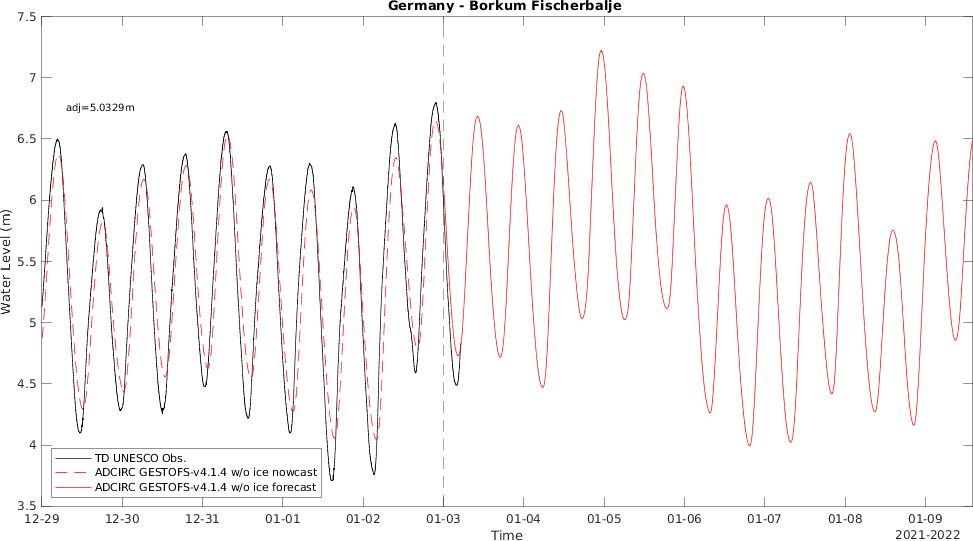 Germany - Borkum Fischerbalje
7.5
7
6.5
6
5.5
5
4.5
4
3.5
Water Level (m)
adj=5.0329m
TD UNESCO Obs.
ADCIRC GESTOFS-v4.1.4 w/o ice nowcast
ADCIRC GESTOFS-v4.1.4 w/o ice forecast
12-29 12-30 12-31 01-01 01-02 01-03 01-04 01-05 01-06 01-07 01-08 01-09
Time
2021-2022